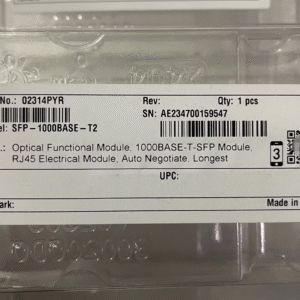 No.: 02314PYR Rev: Qty: 1 pcs
SN: AE234700159547
el: SFP-1000BASE-T2
.: Optical Functional Module, 1000BASE-T-SFP Module,
RJ45 Electrical Module, Auto Negotiate, Longest
3
UPC:
ark: Made in